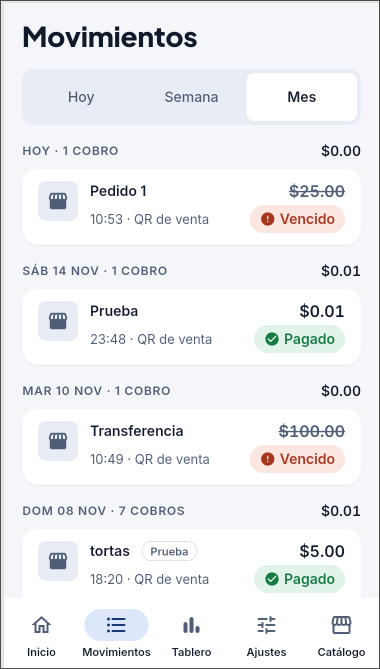 Movimientos
Hoy Semana Mes
HOY · 1 COBRO $0.00
Pedido 1 $25.00
10:53 · QR de venta Vencido
SÁB 14 NOV · 1 COBRO $0.01
Prueba $0.01
23:48 · QR de venta Pagado
MAR 10 NOV · 1 COBRO $0.00
Transferencia $100.00
10:49 · QR de venta Vencido
DOM 08 NOV · 7 COBROS $0.01
tortas Prueba $5.00
18:20 · QR de venta Pagado
Inicio Movimientos Tablero Ajustes Catálogo